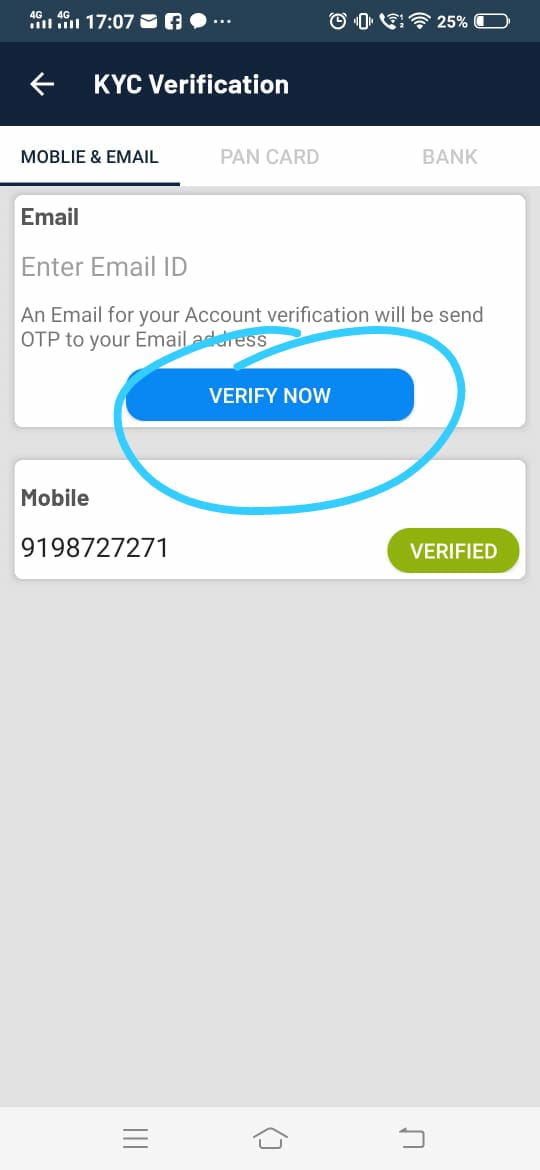 4G 4G 17:07 ... 2 25%
KYC Verification
MOBLIE & EMAIL PAN CARD BANK
Email
Enter Email ID
An Email for your Account verification will be send
OTP to your Email address
VERIFY NOW
Mobile
9198727271
VERIFIED